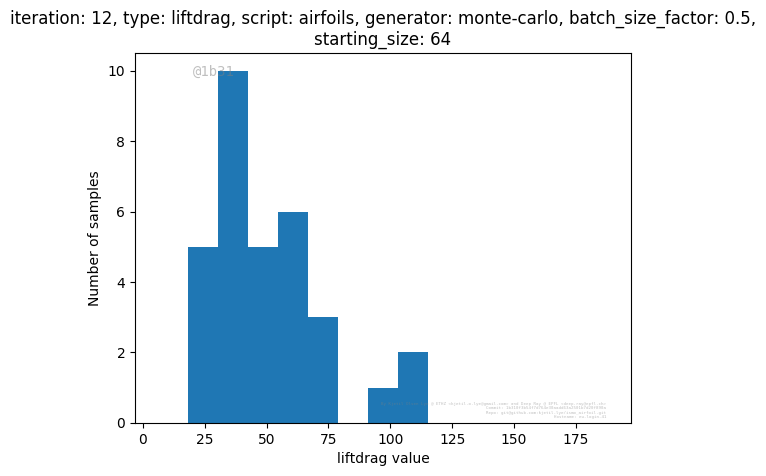 iteration: 12, type: liftdrag, script: airfoils, generator: monte-carlo, batch_size_factor: 0.5,
starting_size: 64
@1b31
10
8
6
4
2
0
Number of samples
0 25 50 75 100 125 150 175
liftdrag value